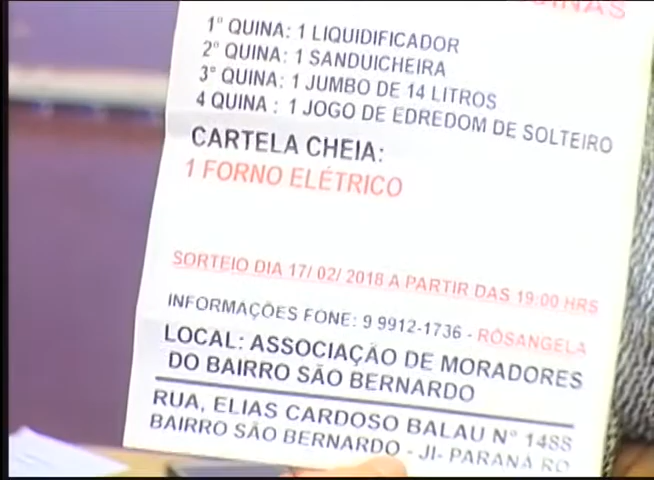 1º QUINA: 1 LIQUIDIFICADOR
2º QUINA: 1 SANDUICHEIRA
3º QUINA: 1 JUMBO DE 14 LITROS
4 QUINA : 1 JOGO DE EDREDOM DE SOLTEIRO
CARTELA CHEIA:
1 FORNO ELÉTRICO
SORTEIO DIA 17/ 02/ 2018 A PARTIR DAS 19:00 HRS
INFORMAÇÕES FONE: 9 9912-1736 - ROSANGELA
LOCAL: ASSOCIAÇÃO DE MORADORES
DO BAIRRO SÃO BERNARDO
RUA, ELIAS CARDOSO BALAU N° 1488
BAIRRO SÃO BERNARDO - JI- PARANÁ RO